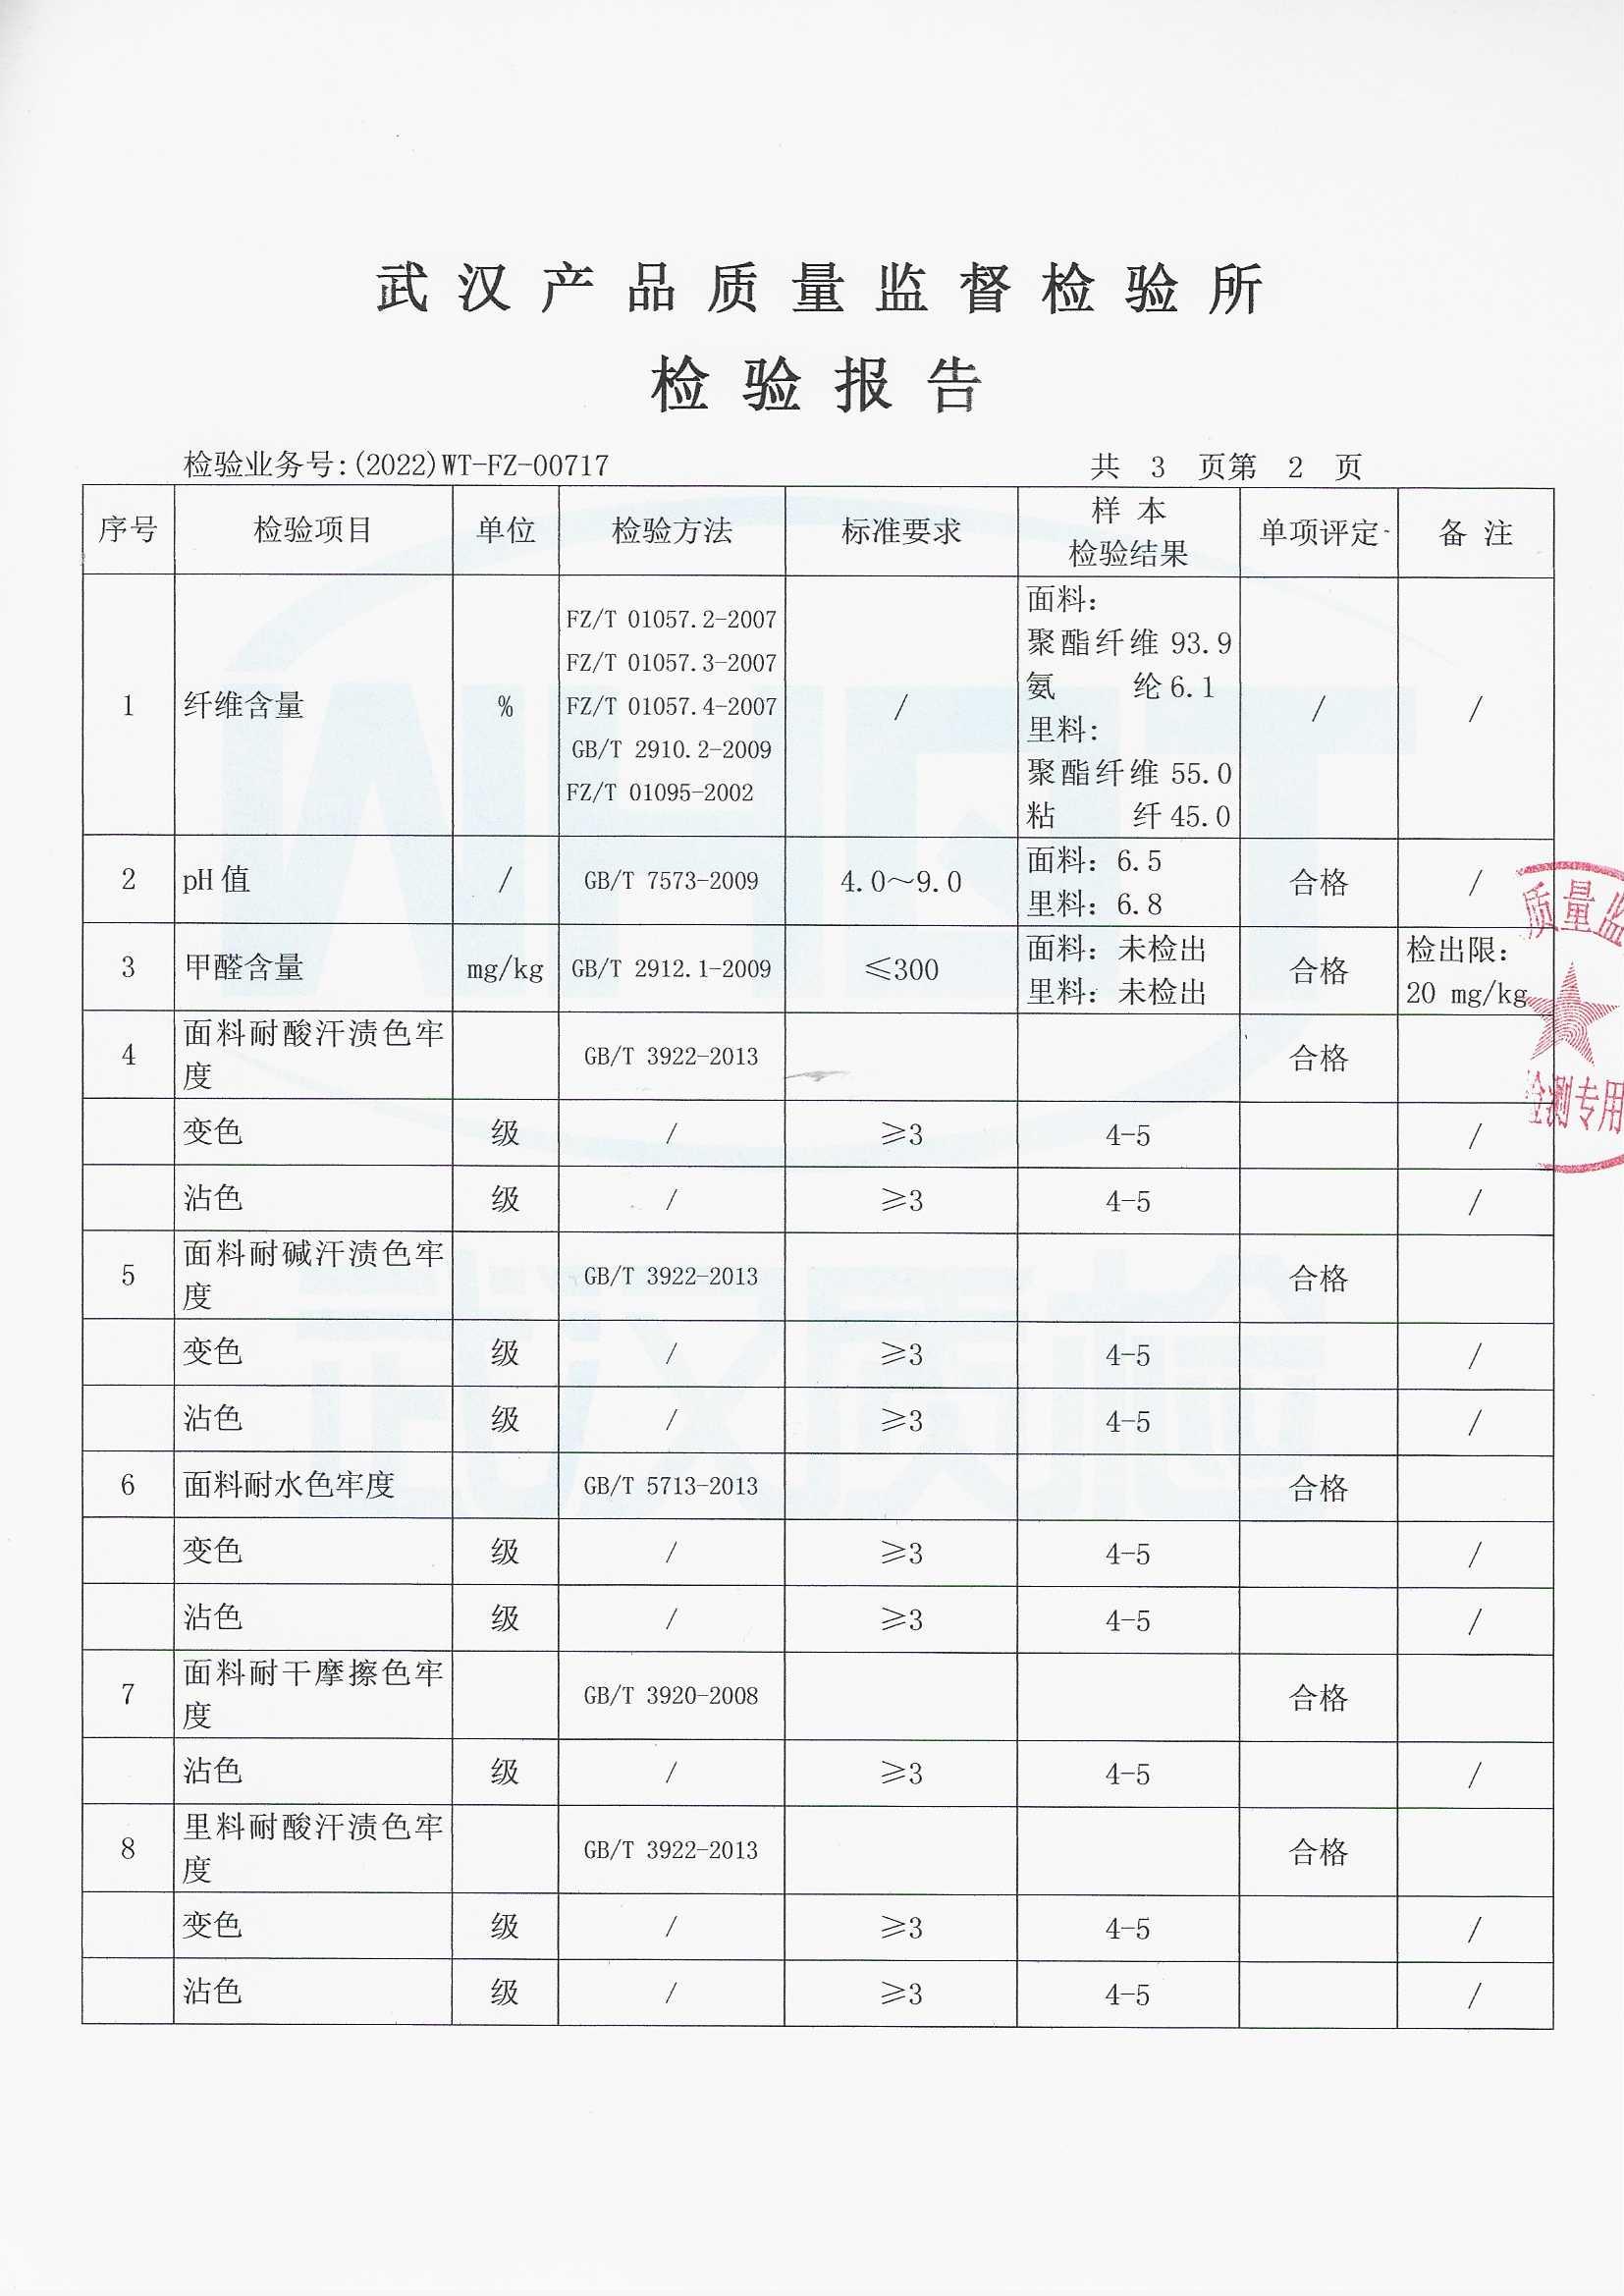 武汉产品质量监督检验所
检验报告
检验业务号:(2022)WT-FZ-00717 共 3 页第 2 页
序号 检验项目 单位 检验方法 标准要求 样本检验结果 单项评定 备注
1 纤维含量 % / / /
FZ/T 01057.2-2007
FZ/T 01057.3-2007
FZ/T 01057.4-2007
GB/T 2910.2-2009
FZ/T 01095-2002
面料:
聚酯纤维 93.9
氨 纶 6.1
里料:
聚酯纤维 55.0
粘 纤 45.0
2 pH值 / GB/T 7573-2009 4.0~9.0 面料: 6.5 合格 /
里料: 6.8
3 甲醛含量 mg/kg GB/T 2912.1-2009 ≤300 面料: 未检出 合格 检出限:
里料: 未检出 20 mg/kg
4 面料耐酸汗渍色牢度 GB/T 3922-2013 合格
变色 级 / ≥3 4-5 /
沾色 级 / ≥3 4-5 /
5 面料耐碱汗渍色牢度 GB/T 3922-2013 合格
变色 级 / ≥3 4-5 /
沾色 级 / ≥3 4-5 /
6 面料耐水色牢度 GB/T 5713-2013 合格
变色 级 / ≥3 4-5 /
沾色 级 / ≥3 4-5 /
7 面料耐干摩擦色牢度 GB/T 3920-2008 合格
沾色 级 / ≥3 4-5 /
8 里料耐酸汗渍色牢度 GB/T 3922-2013 合格
变色 级 / ≥3 4-5 /
沾色 级 / ≥3 4-5 /
质量监
检测专用
WHQT
武汉质检